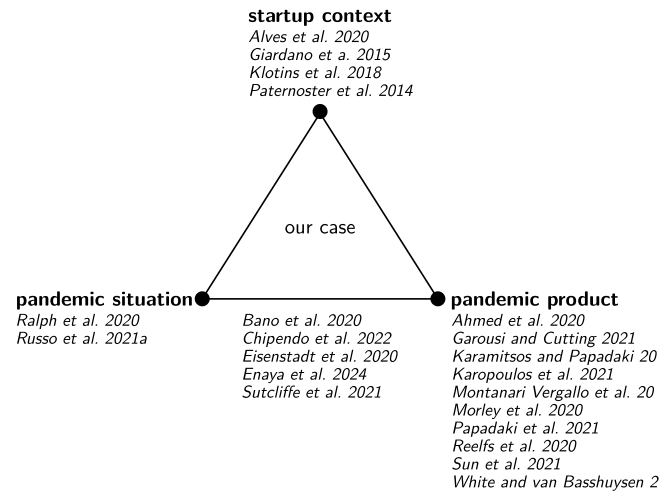 startup context
Alves et al. 2020
Giardano et a. 2015
Klotins et al. 2018
Paternoster et al. 2014
our case
pandemic situation
Ralph et al. 2020
Russo et al. 2021a
Bano et al. 2020
Chipendo et al. 2022
Eisenstadt et al. 2020
Enaya et al. 2024
Sutcliffe et al. 2021
pandemic product
Ahmed et al. 2020
Garousi and Cutting 2021
Karamitsos and Papadaki 20
Karopoulos et al. 2021
Montanari Vergallo et al. 20
Morley et al. 2020
Papadaki et al. 2021
Reelfs et al. 2020
Sun et al. 2021
White and van Basshuysen 2